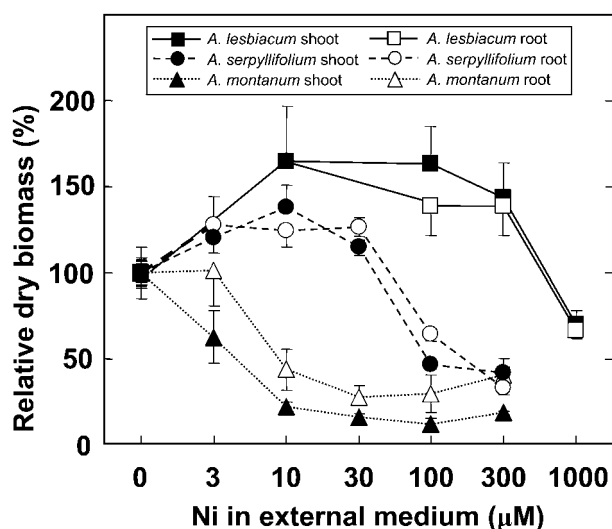 A. lesbiacum shoot A. lesbiacum root
A. serpyllifolium shoot A. serpyllifolium root
A. montanum shoot A. montanum root
Relative dry biomass (%)
200
150
100
50
0
0 3 10 30 100 300 1000
Ni in external medium (μM)